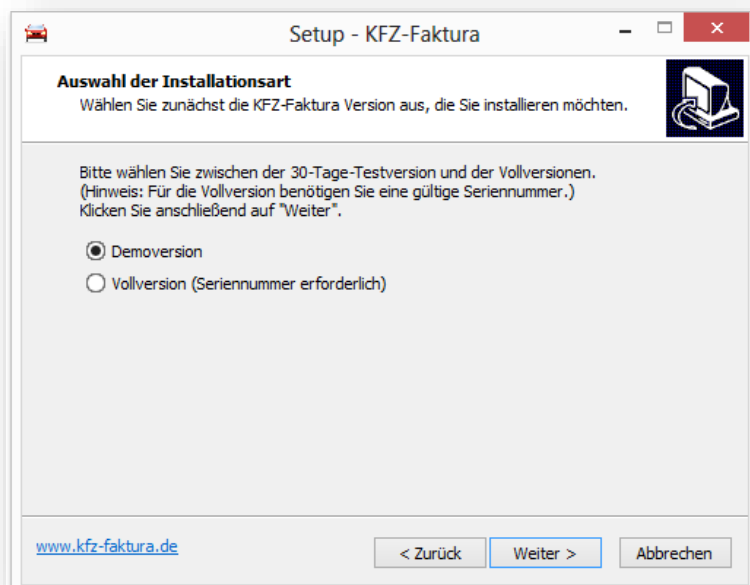 Setup - KFZ-Faktura
Auswahl der Installationsart
Wählen Sie zunächst die KFZ-Faktura Version aus, die Sie installieren möchten.
Bitte wählen Sie zwischen der 30-Tage-Testversion und der Vollversionen.
(Hinweis: Für die Vollversion benötigen Sie eine gültige Seriennummer.)
Klicken Sie anschließend auf "Weiter".
Demoversion
Vollversion (Seriennummer erforderlich)
www.kfz-faktura.de
< Zurück
Weiter >
Abbrechen